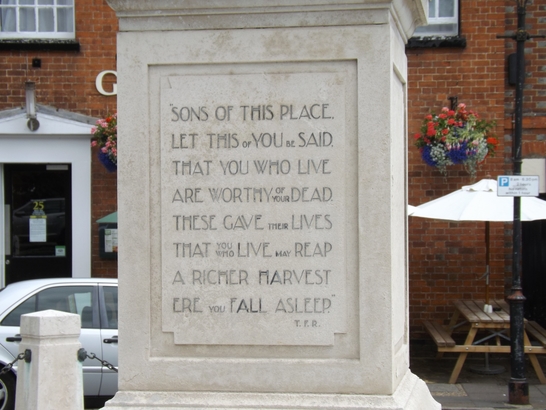 "SONS OF THIS PLACE.
LET THIS OF YOU BE SAID.
THAT YOU WHO LIVE
ARE WORTHY OF YOUR DEAD.
THESE GAVE THEIR LIVES
THAT YOU WHO LIVE MAY REAP
A RICHER HARVEST
ERE YOU FALL ASLEEP."
T.F.R.
G
25
P